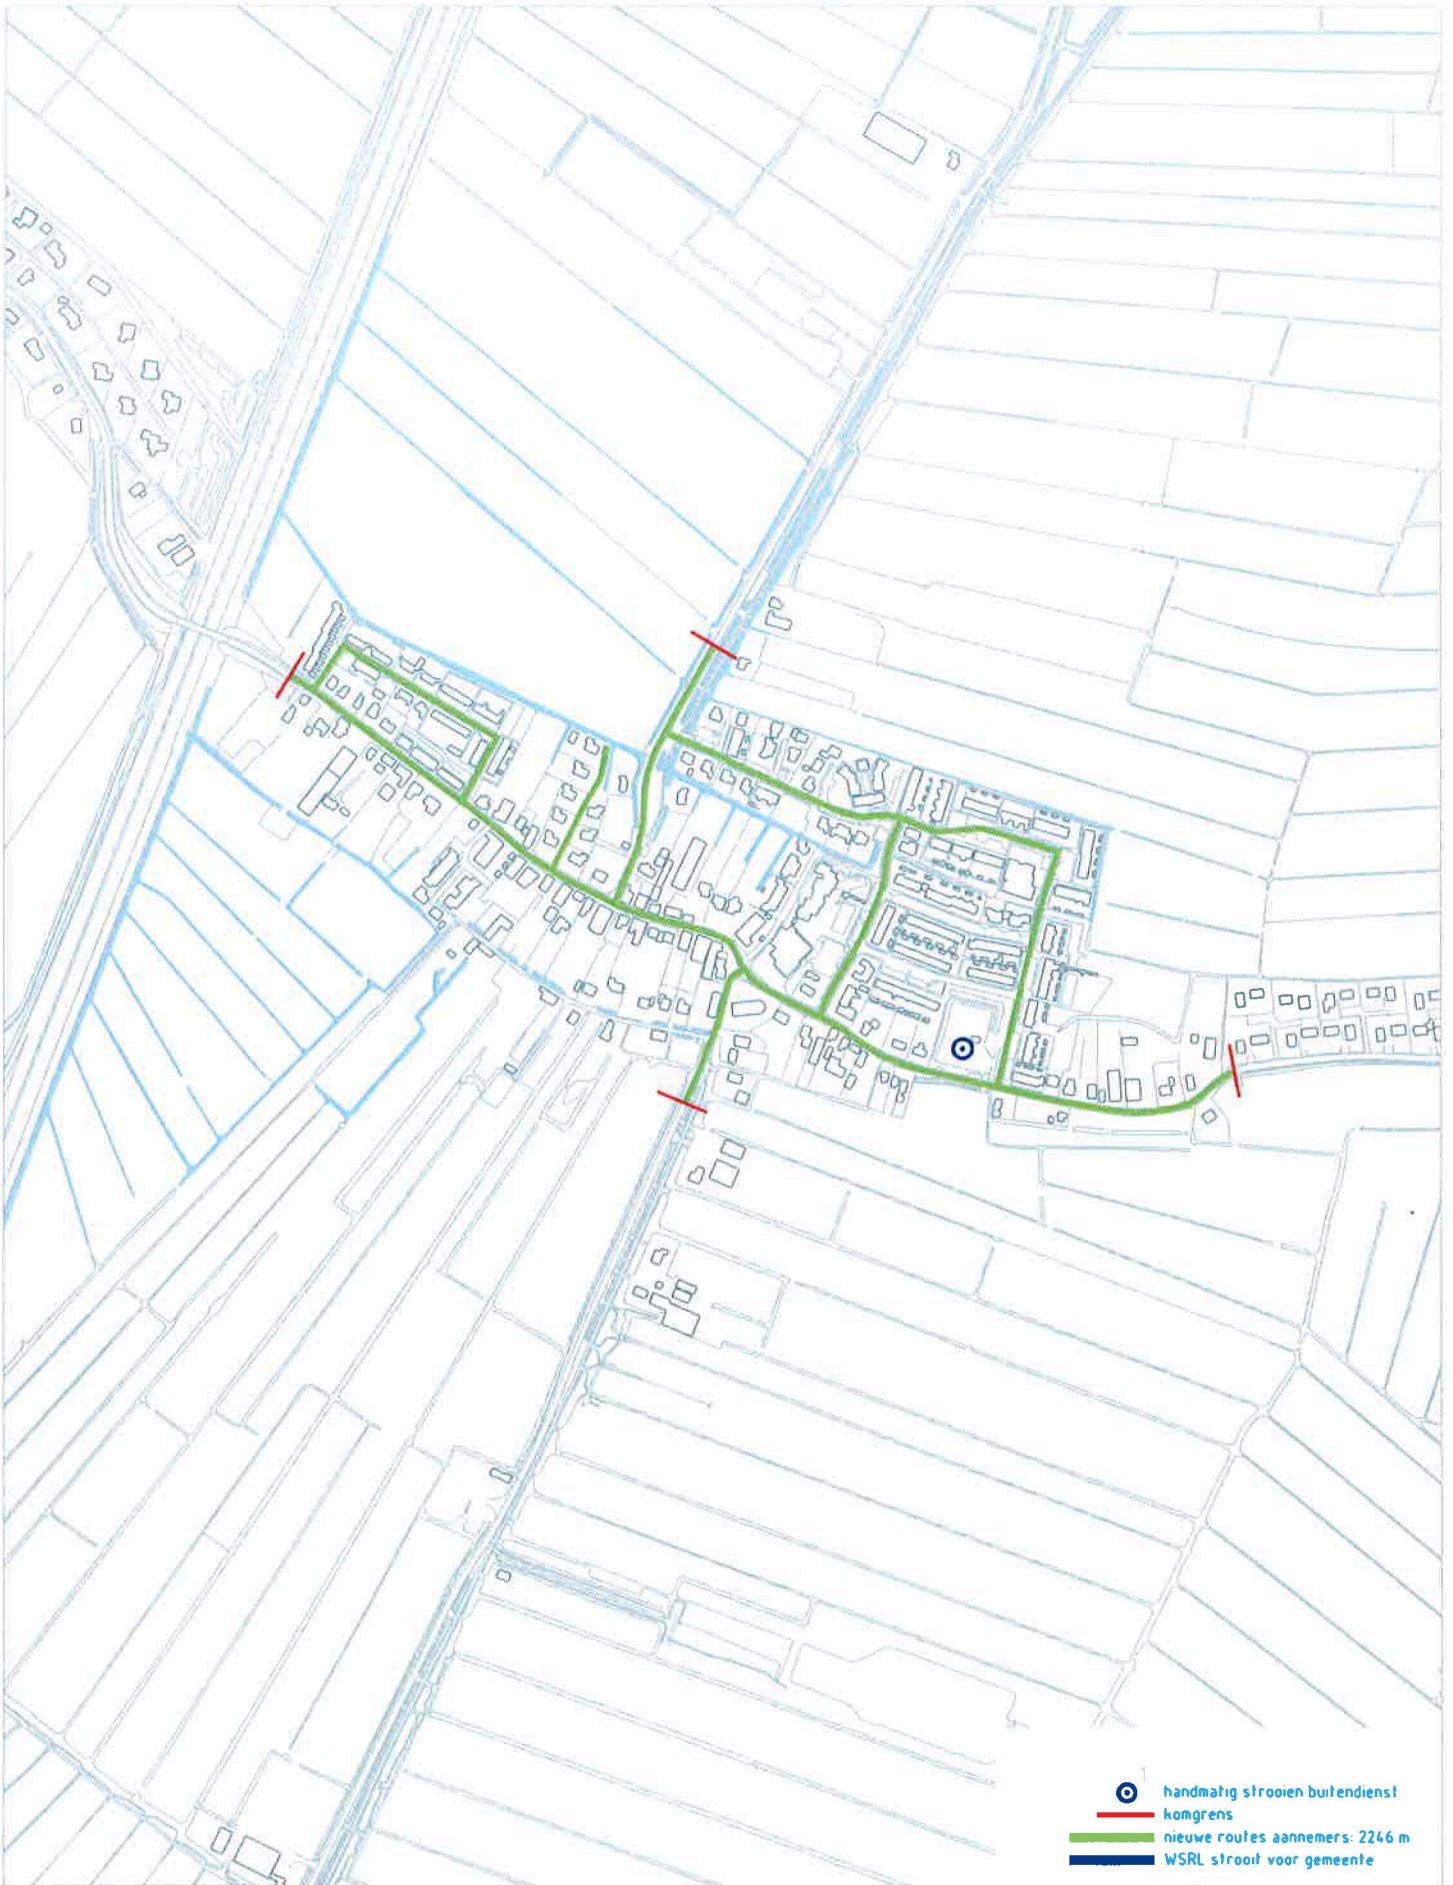 handmatig strooien buitendienst
komgrens
nieuwe routes aannemers: 2246 m
WSRL strooit voor gemeente